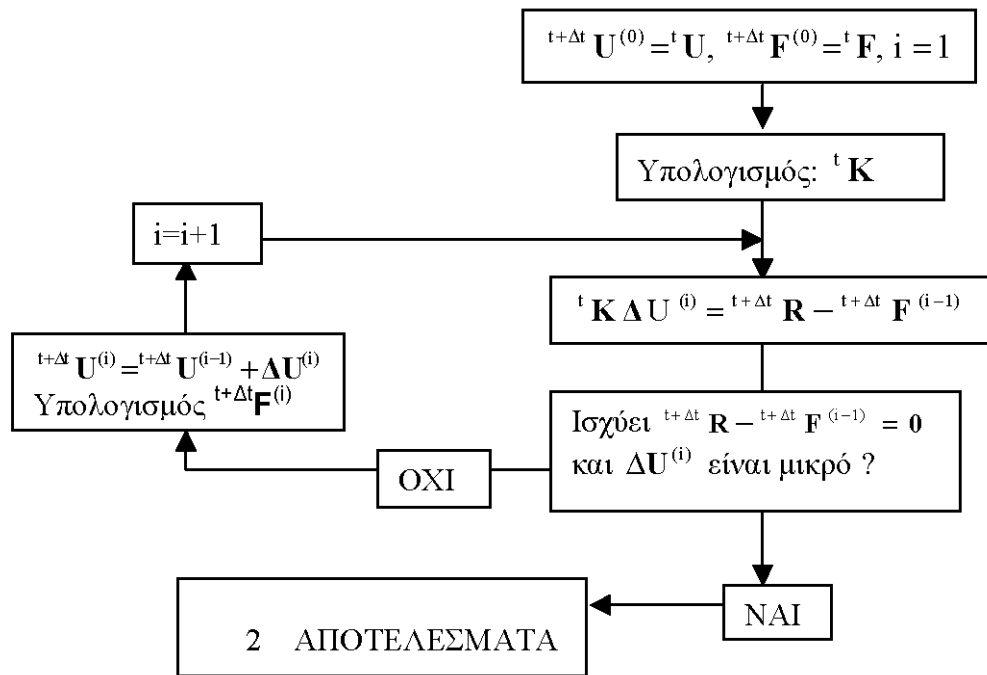 t+Δt U(0) = t U, t+Δt F(0) = t F, i = 1
Υπολογισμός: t K
i=i+1
t K Δ U (i) = t+Δt R − t+Δt F (i−1)
t+Δt U(i) = t+Δt U(i−1) + ΔU(i)
Υπολογισμός t+Δt F(i)
Ισχύει t+Δt R − t+Δt F (i−1) = 0
και ΔU(i) είναι μικρό ?
ΟΧΙ
ΝΑΙ
2 ΑΠΟΤΕΛΕΣΜΑΤΑ